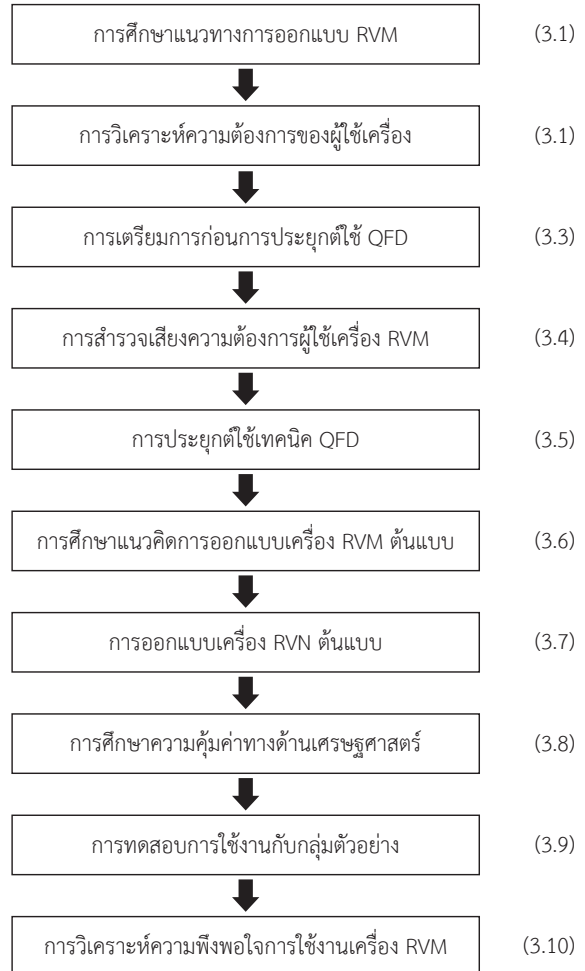 การศึกษาแนวทางการออกแบบ RVM (3.1)
การวิเคราะห์ความต้องการของผู้ใช้เครื่อง (3.1)
การเตรียมการก่อนการประยุกต์ใช้ QFD (3.3)
การสำรวจเสียงความต้องการผู้ใช้เครื่อง RVM (3.4)
การประยุกต์ใช้เทคนิค QFD (3.5)
การศึกษาแนวคิดการออกแบบเครื่อง RVM ต้นแบบ (3.6)
การออกแบบเครื่อง RVN ต้นแบบ (3.7)
การศึกษาความคุ้มค่าทางด้านเศรษฐศาสตร์ (3.8)
การทดสอบการใช้งานกับกลุ่มตัวอย่าง (3.9)
การวิเคราะห์ความพึงพอใจการใช้งานเครื่อง RVM (3.10)